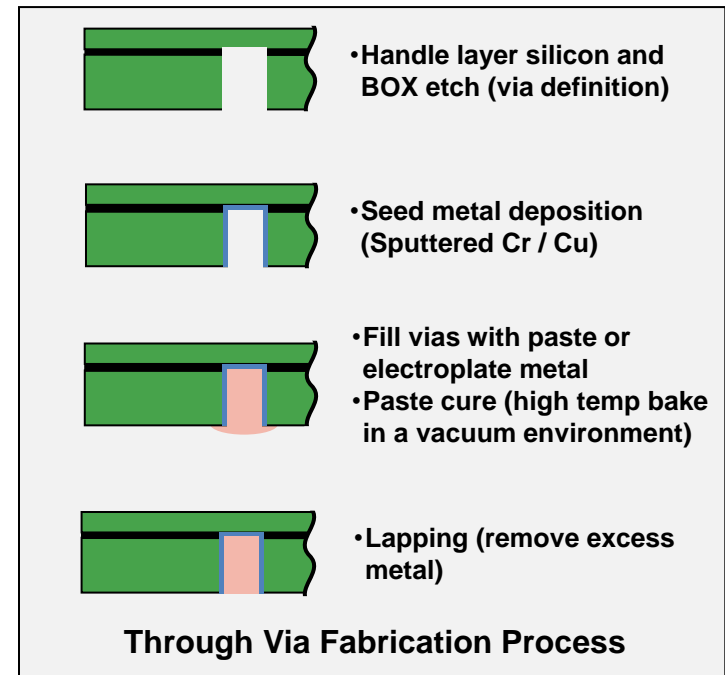 •Handle layer silicon and
BOX etch (via definition)
•Seed metal deposition
(Sputtered Cr / Cu)
•Fill vias with paste or
electroplate metal
•Paste cure (high temp bake
in a vacuum environment)
•Lapping (remove excess
metal)
Through Via Fabrication Process